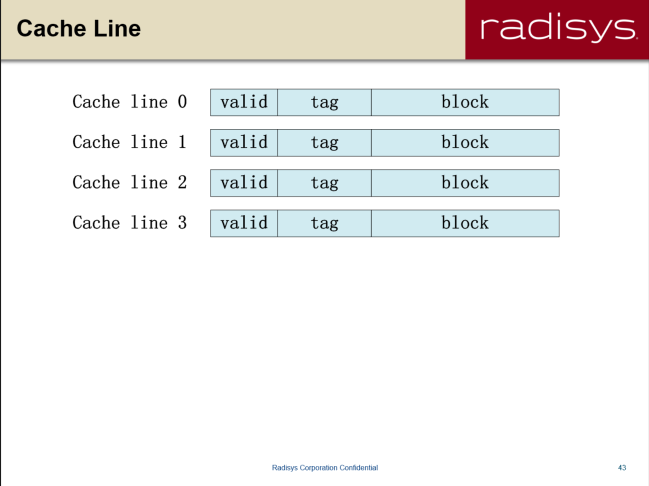 Cache Line
radisys.
Cache line 0 valid tag block
Cache line 1 valid tag block
Cache line 2 valid tag block
Cache line 3 valid tag block
Radisys Corporation Confidential
43